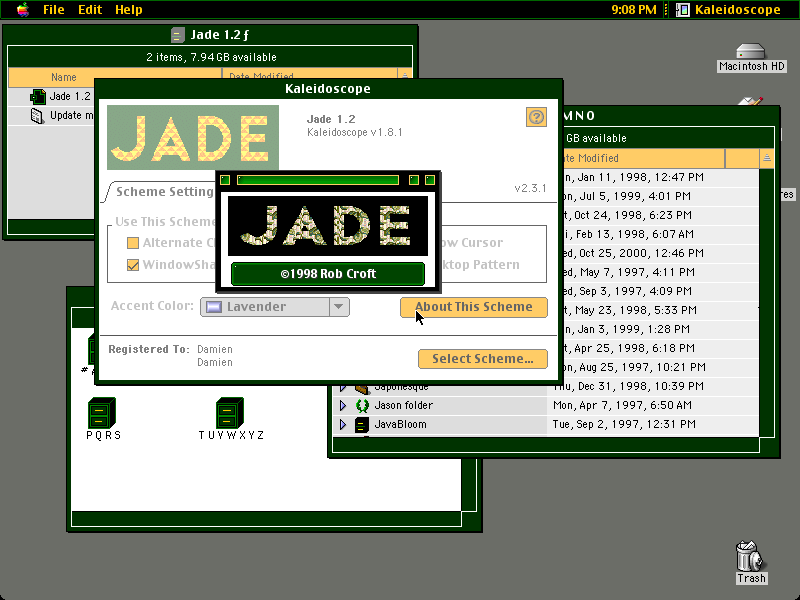 File Edit Help
9:08 PM Kaleidoscope
Jade 1.2 ƒ
2 items, 7.94 GB available
Name Date Modified
Jade 1.2
Update m
Macintosh HD
Kaleidoscope
JADE
Jade 1.2
Kaleidoscope v1.8.1
v2.3.1
Scheme Setting
Use This Scheme
Alternate C
WindowSha
ow Cursor
ktop Pattern
JADE
©1998 Rob Croft
Accent Color: Lavender
About This Scheme
Registered To: Damien
Damien
Select Scheme...
M N O
GB available
ate Modified
n, Jan 11, 1998, 12:47 PM
on, Jul 5, 1999, 4:01 PM
t, Oct 24, 1998, 6:23 PM
i, Feb 13, 1998, 6:07 AM
ed, Oct 25, 2000, 12:46 PM
ed, May 7, 1997, 4:11 PM
ed, Sep 3, 1997, 4:09 PM
t, May 23, 1998, 5:33 PM
n, Jan 3, 1999, 1:28 PM
t, Apr 25, 1998, 6:18 PM
on, Aug 25, 1997, 10:21 PM
Japonesque Thu, Dec 31, 1998, 10:39 PM
Jason folder Mon, Apr 7, 1997, 6:50 AM
JavaBloom Tue, Sep 2, 1997, 12:31 PM
res
P Q R S
T U V W X Y Z
Trash